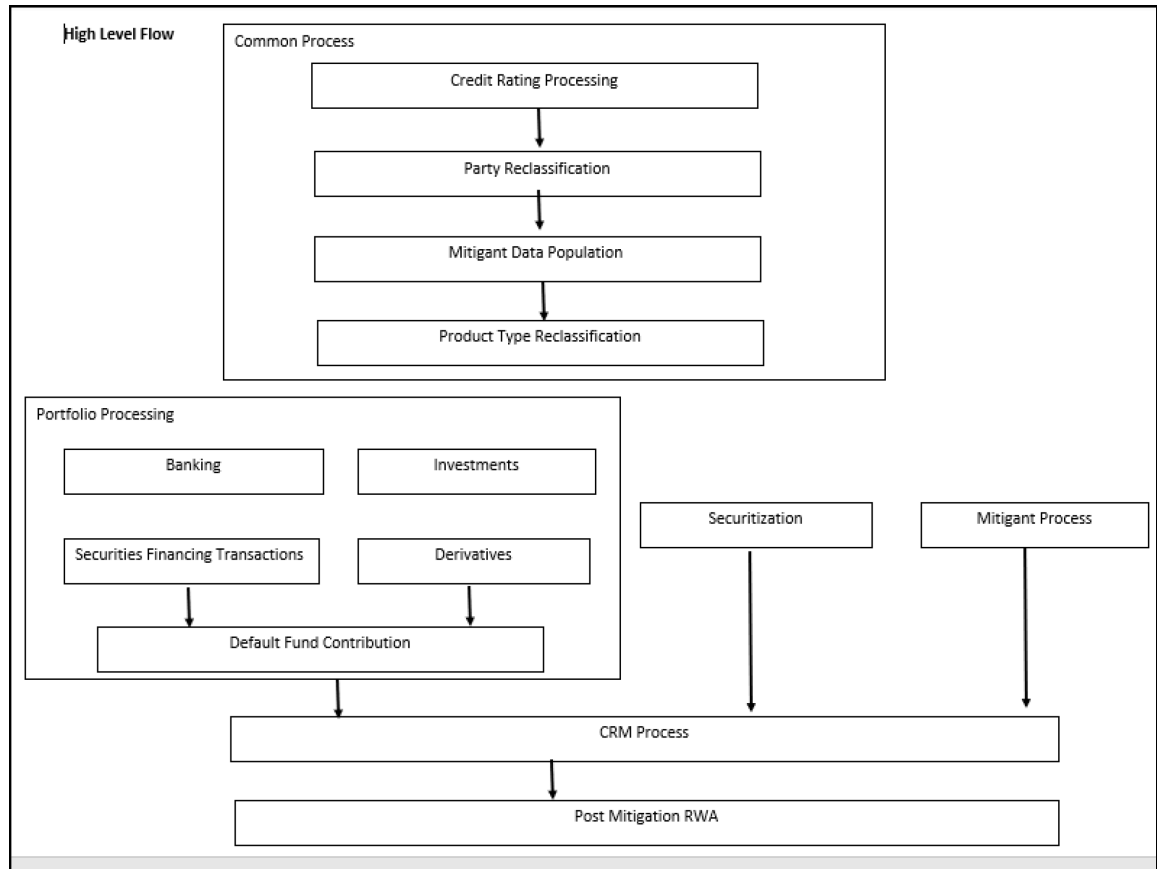 High Level Flow
Common Process
Credit Rating Processing
Party Reclassification
Mitigant Data Population
Product Type Reclassification
Portfolio Processing
Banking
Investments
Securitization
Mitigant Process
Securities Financing Transactions
Derivatives
Default Fund Contribution
CRM Process
Post Mitigation RWA